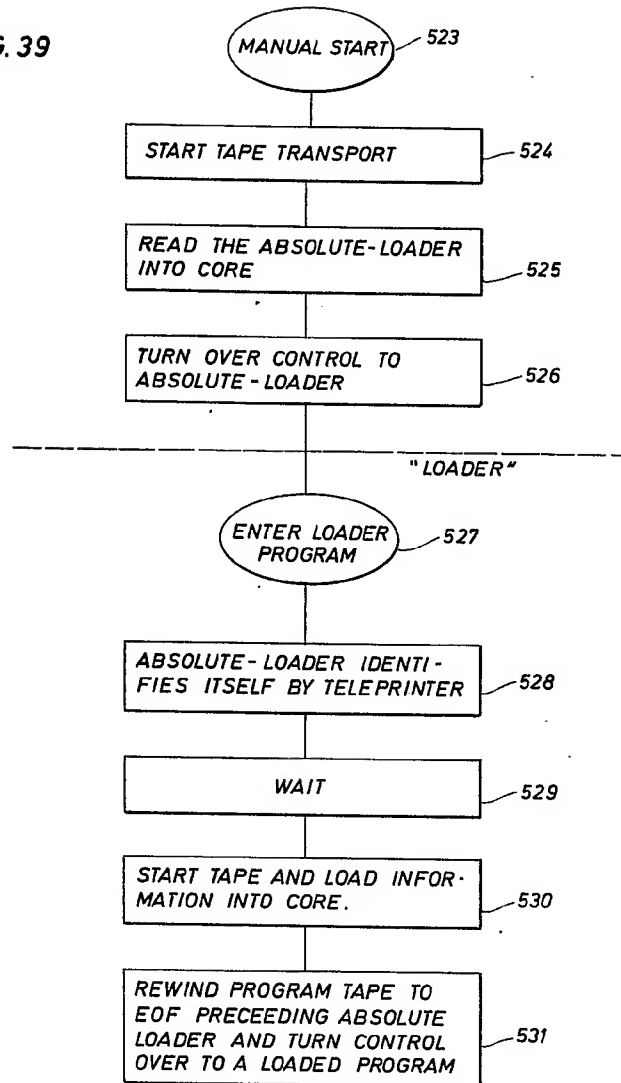 G. 39
MANUAL START
523
START TAPE TRANSPORT
524
READ THE ABSOLUTE-LOADER
INTO CORE
525
TURN OVER CONTROL TO
ABSOLUTE-LOADER
526
"LOADER"
ENTER LOADER
PROGRAM
527
ABSOLUTE-LOADER IDENTI-
FIES ITSELF BY TELEPRINTER
528
WAIT
529
START TAPE AND LOAD INFOR-
MATION INTO CORE.
530
REWIND PROGRAM TAPE TO
EOF PRECEEDING ABSOLUTE
LOADER AND TURN CONTROL
OVER TO A LOADED PROGRAM
531